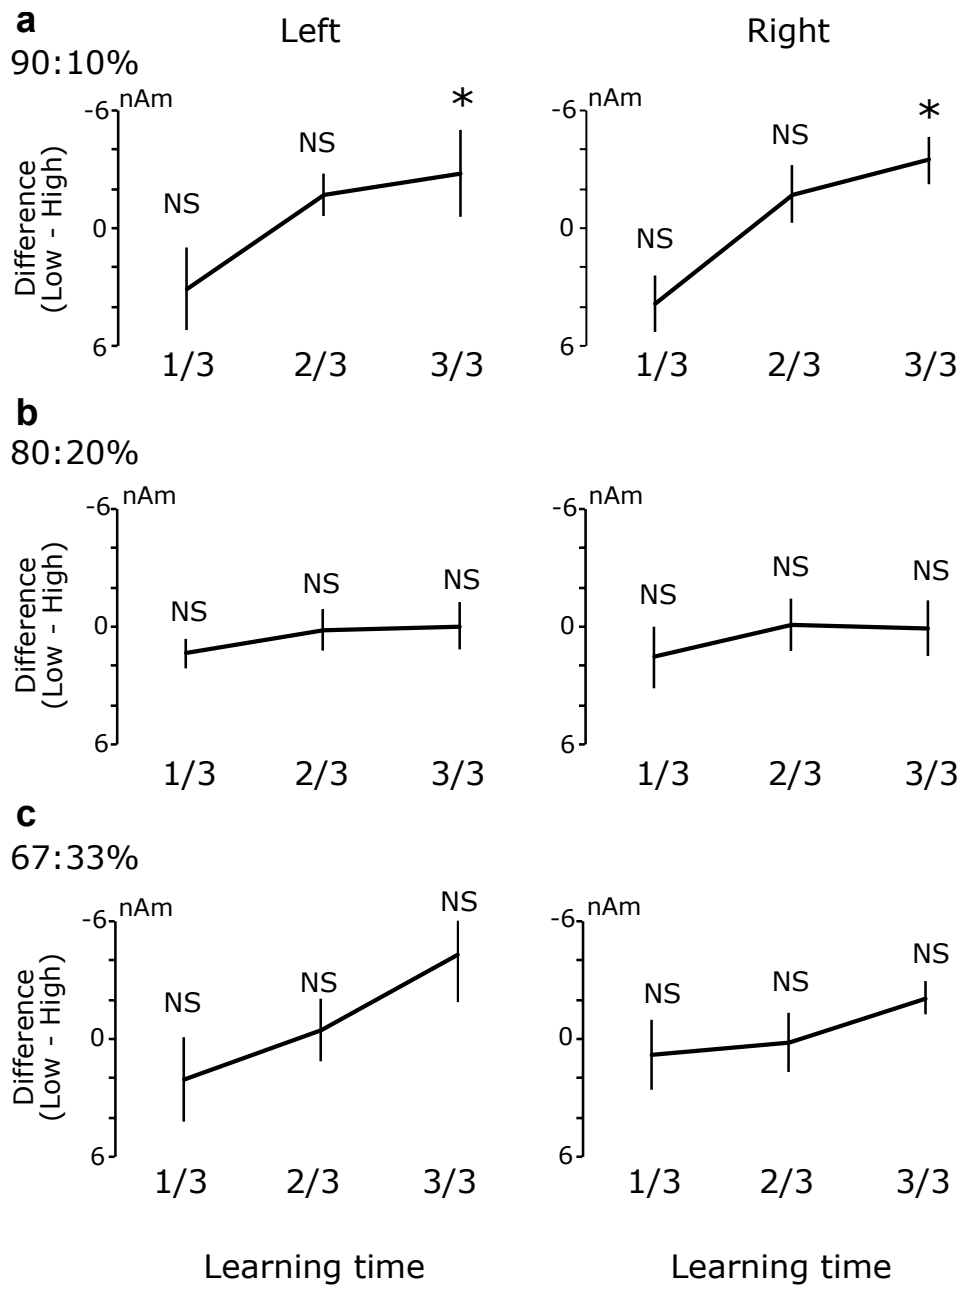 a
Left
Right
90:10%
-6 nAm
NS
NS
*
0
6
Difference
(Low - High)
1/3 2/3 3/3
-6 nAm
NS
NS
*
0
6
1/3 2/3 3/3
b
80:20%
-6 nAm
NS
NS
NS
0
6
Difference
(Low - High)
1/3 2/3 3/3
-6 nAm
NS
NS
NS
0
6
1/3 2/3 3/3
c
67:33%
-6 nAm
NS
NS
NS
0
6
Difference
(Low - High)
1/3 2/3 3/3
-6 nAm
NS
NS
NS
0
6
1/3 2/3 3/3
Learning time
Learning time